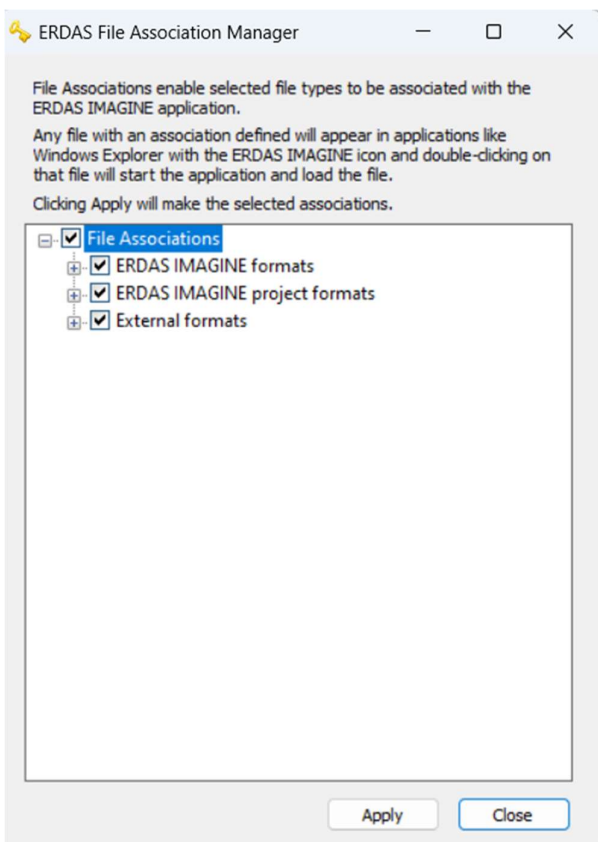 ERDAS File Association Manager
File Associations enable selected file types to be associated with the
ERDAS IMAGINE application.
Any file with an association defined will appear in applications like
Windows Explorer with the ERDAS IMAGINE icon and double-clicking on
that file will start the application and load the file.
Clicking Apply will make the selected associations.
File Associations
ERDAS IMAGINE formats
ERDAS IMAGINE project formats
External formats
Apply
Close